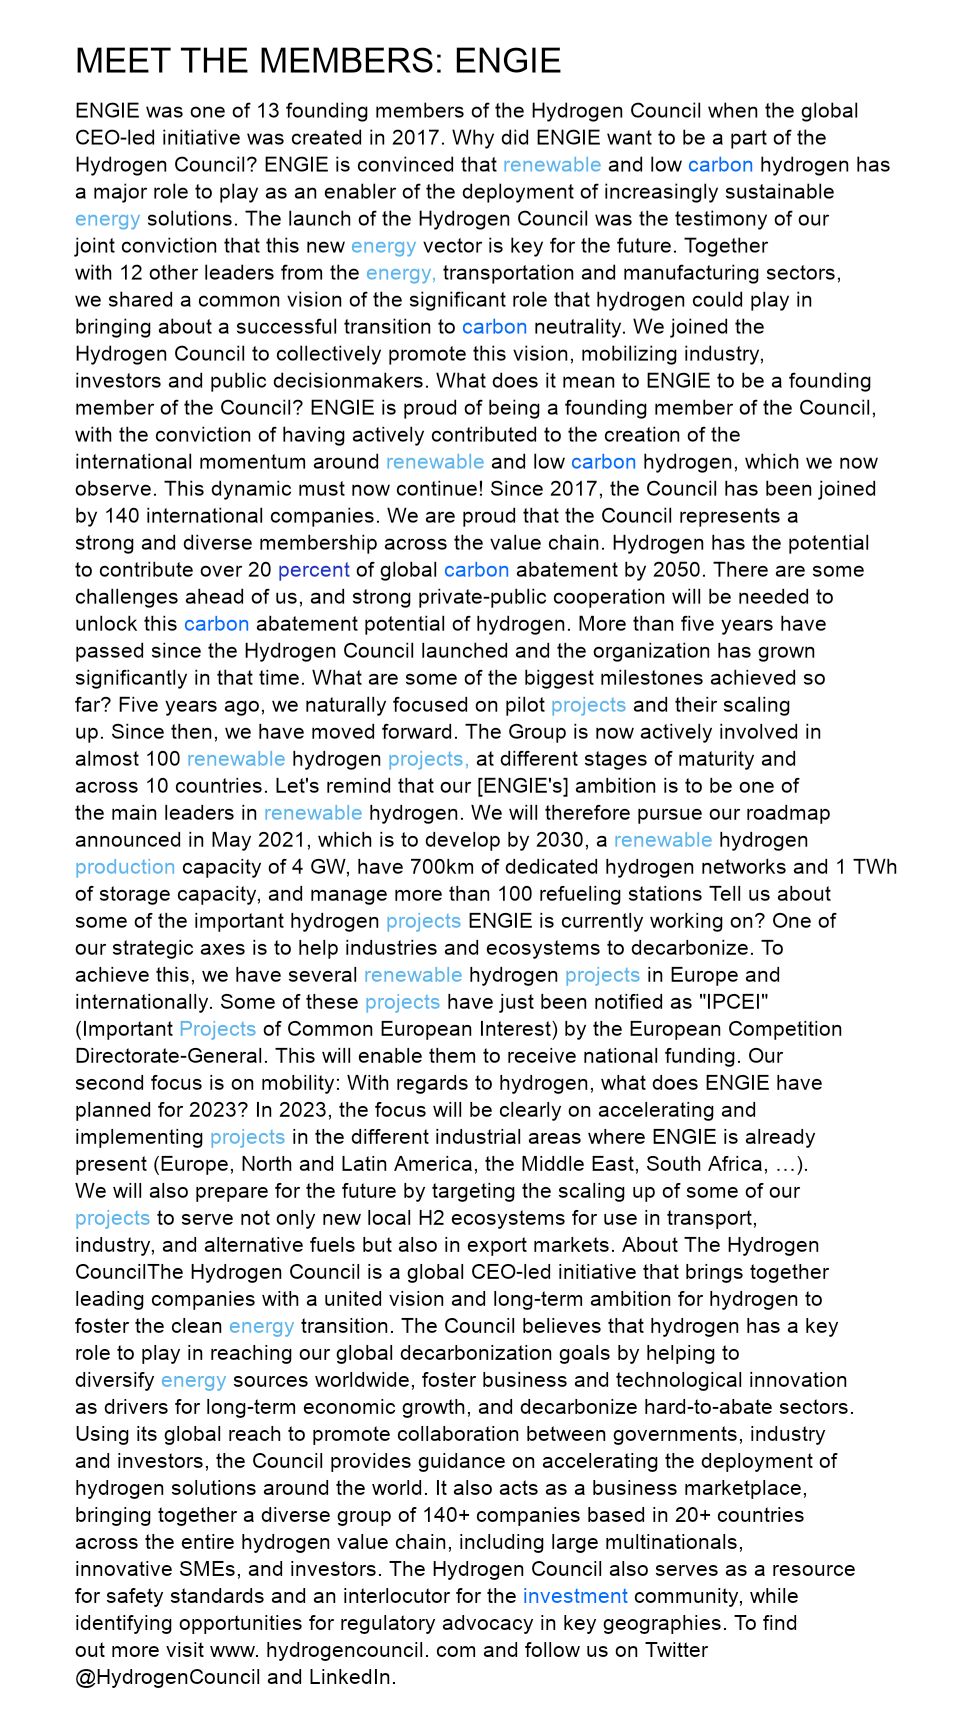 MEET THE MEMBERS: ENGIE
ENGIE was one of 13 founding members of the Hydrogen Council when the global
CEO-led initiative was created in 2017. Why did ENGIE want to be a part of the
Hydrogen Council? ENGIE is convinced that renewable and low carbon hydrogen has
a major role to play as an enabler of the deployment of increasingly sustainable
energy solutions. The launch of the Hydrogen Council was the testimony of our
joint conviction that this new energy vector is key for the future. Together
with 12 other leaders from the energy, transportation and manufacturing sectors,
we shared a common vision of the significant role that hydrogen could play in
bringing about a successful transition to carbon neutrality. We joined the
Hydrogen Council to collectively promote this vision, mobilizing industry,
investors and public decisionmakers. What does it mean to ENGIE to be a founding
member of the Council? ENGIE is proud of being a founding member of the Council,
with the conviction of having actively contributed to the creation of the
international momentum around renewable and low carbon hydrogen, which we now
observe. This dynamic must now continue! Since 2017, the Council has been joined
by 140 international companies. We are proud that the Council represents a
strong and diverse membership across the value chain. Hydrogen has the potential
to contribute over 20 percent of global carbon abatement by 2050. There are some
challenges ahead of us, and strong private-public cooperation will be needed to
unlock this carbon abatement potential of hydrogen. More than five years have
passed since the Hydrogen Council launched and the organization has grown
significantly in that time. What are some of the biggest milestones achieved so
far? Five years ago, we naturally focused on pilot projects and their scaling
up. Since then, we have moved forward. The Group is now actively involved in
almost 100 renewable hydrogen projects, at different stages of maturity and
across 10 countries. Let's remind that our [ENGIE's] ambition is to be one of
the main leaders in renewable hydrogen. We will therefore pursue our roadmap
announced in May 2021, which is to develop by 2030, a renewable hydrogen
production capacity of 4 GW, have 700km of dedicated hydrogen networks and 1 TWh
of storage capacity, and manage more than 100 refueling stations Tell us about
some of the important hydrogen projects ENGIE is currently working on? One of
our strategic axes is to help industries and ecosystems to decarbonize. To
achieve this, we have several renewable hydrogen projects in Europe and
internationally. Some of these projects have just been notified as "IPCEI"
(Important Projects of Common European Interest) by the European Competition
Directorate-General. This will enable them to receive national funding. Our
second focus is on mobility: With regards to hydrogen, what does ENGIE have
planned for 2023? In 2023, the focus will be clearly on accelerating and
implementing projects in the different industrial areas where ENGIE is already
present (Europe, North and Latin America, the Middle East, South Africa, …).
We will also prepare for the future by targeting the scaling up of some of our
projects to serve not only new local H2 ecosystems for use in transport,
industry, and alternative fuels but also in export markets. About The Hydrogen
CouncilThe Hydrogen Council is a global CEO-led initiative that brings together
leading companies with a united vision and long-term ambition for hydrogen to
foster the clean energy transition. The Council believes that hydrogen has a key
role to play in reaching our global decarbonization goals by helping to
diversify energy sources worldwide, foster business and technological innovation
as drivers for long-term economic growth, and decarbonize hard-to-abate sectors.
Using its global reach to promote collaboration between governments, industry
and investors, the Council provides guidance on accelerating the deployment of
hydrogen solutions around the world. It also acts as a business marketplace,
bringing together a diverse group of 140+ companies based in 20+ countries
across the entire hydrogen value chain, including large multinationals,
innovative SMEs, and investors. The Hydrogen Council also serves as a resource
for safety standards and an interlocutor for the investment community, while
identifying opportunities for regulatory advocacy in key geographies. To find
out more visit www. hydrogencouncil. com and follow us on Twitter
@HydrogenCouncil and LinkedIn.